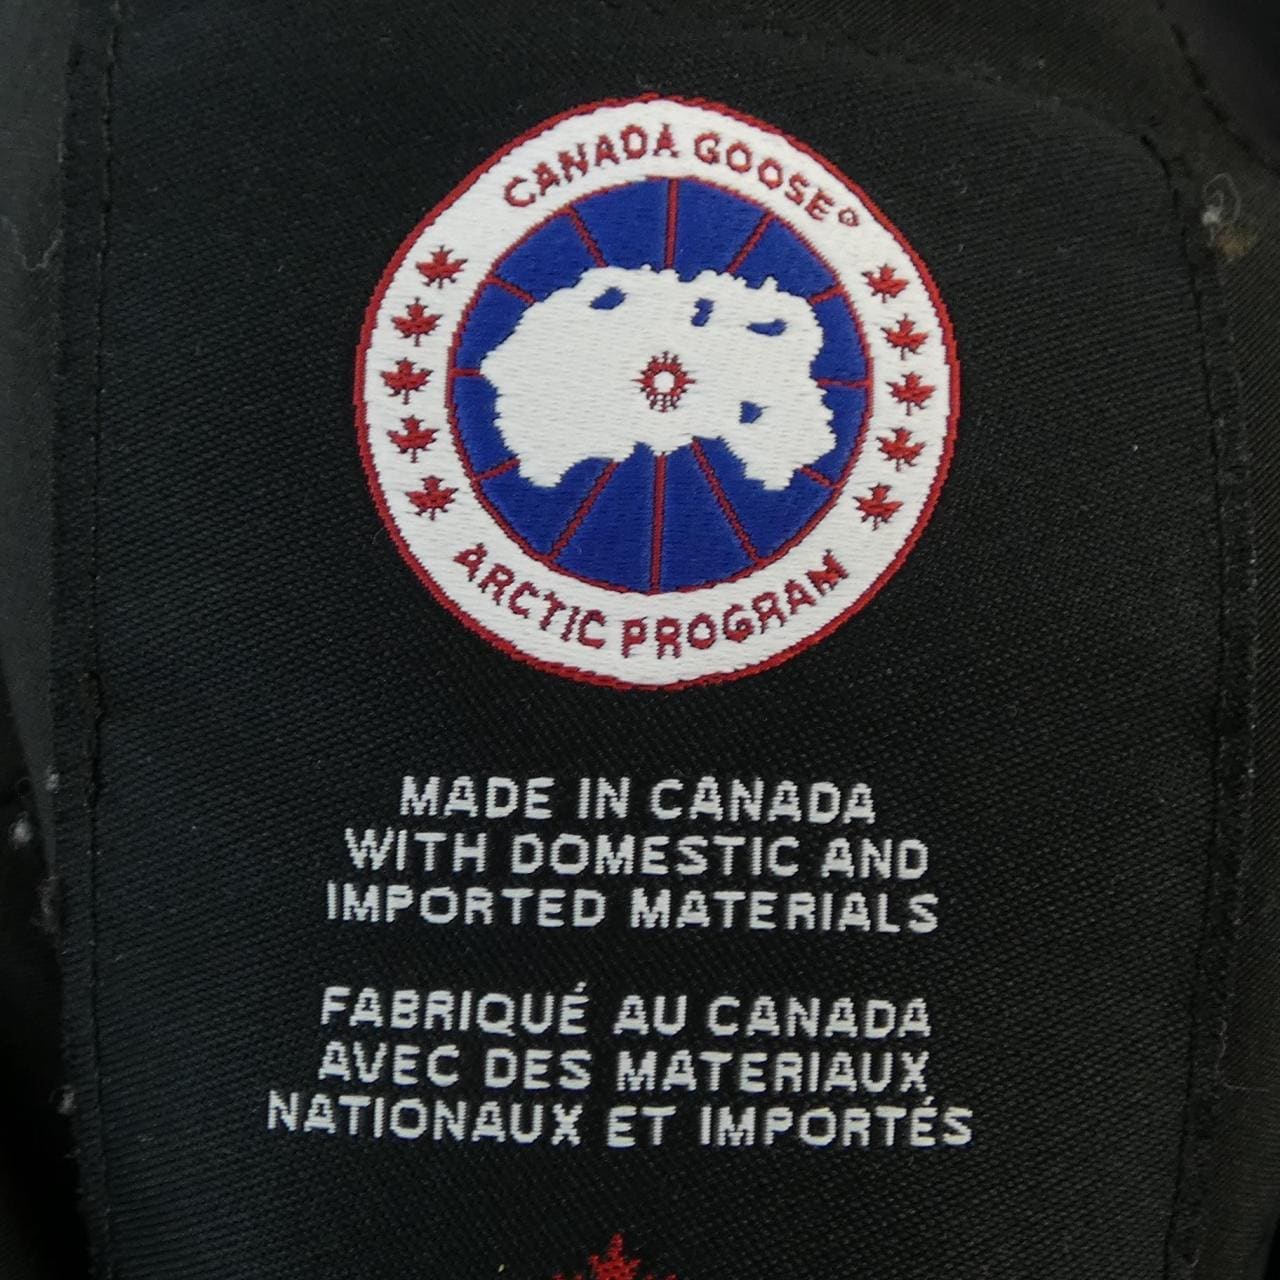 CANADA GOOSE®
ARCTIC PROGRAM
MADE IN CANADA
WITH DOMESTIC AND
IMPORTED MATERIALS
FABRIQUÉ AU CANADA
AVEC DES MATERIAUX
NATIONAUX ET IMPORTÉS